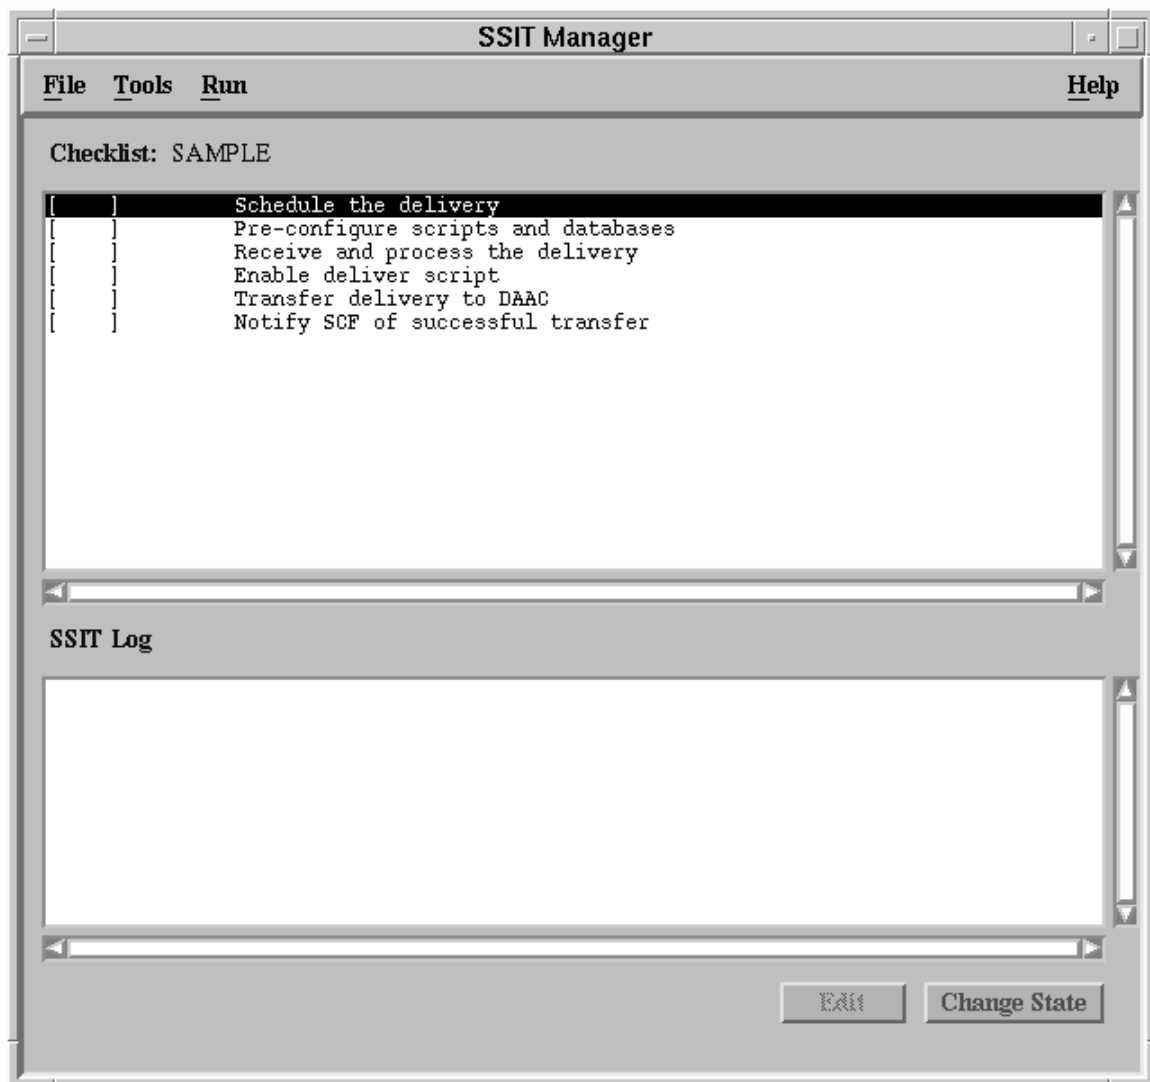 SSIT Manager
File Tools Run Help
Checklist: SAMPLE
[ ] Schedule the delivery
[ ] Pre-configure scripts and databases
[ ] Receive and process the delivery
[ ] Enable deliver script
[ ] Transfer delivery to DAAC
[ ] Notify SCF of successful transfer
SSIT Log
Edit Change State